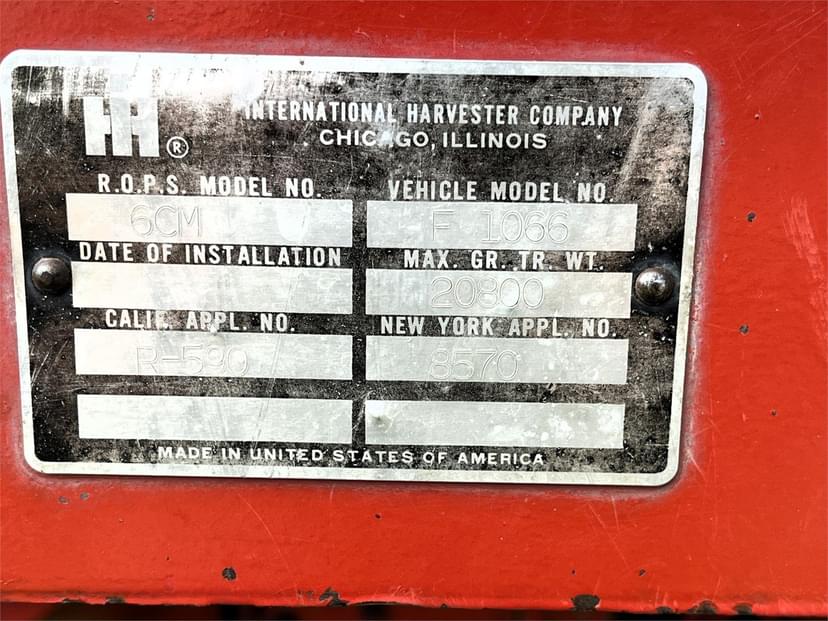 IH ®
INTERNATIONAL HARVESTER COMPANY
CHICAGO, ILLINOIS
R.O.P.S. MODEL NO. VEHICLE MODEL NO.
6CM F 1066
DATE OF INSTALLATION MAX. GR. TR. WT.
20800
CALIF. APPL. NO. NEW YORK APPL. NO.
R-590 8570
MADE IN UNITED STATES OF AMERICA